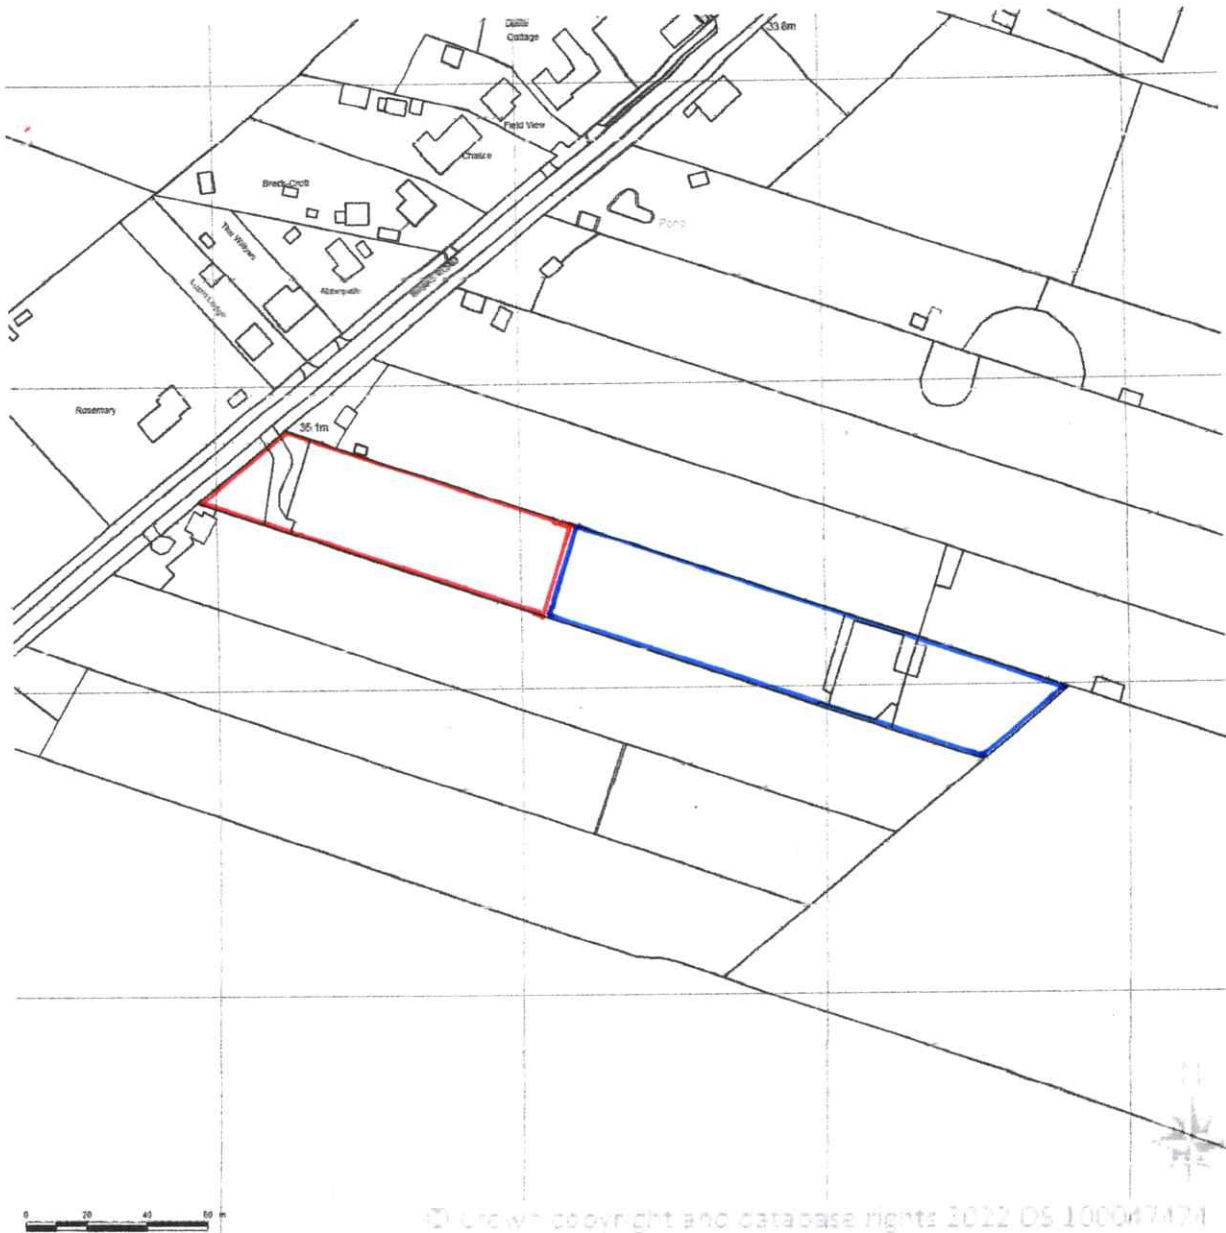 33.8m
Cottage
Field View
Chalice
Breck Croft
Pond
The Willows
Rosemary
35.1m
0 20 40 60 m
© Crown copyright and database rights 2022 OS 100047474